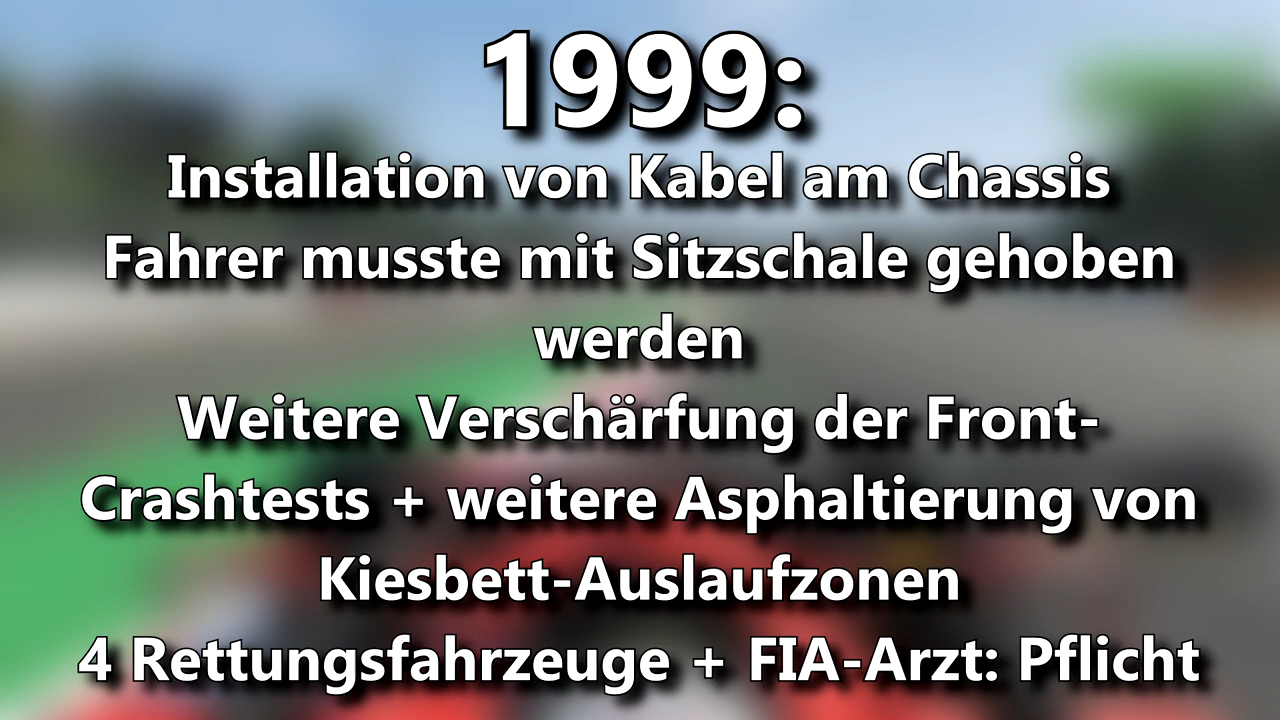 1999:
Installation von Kabel am Chassis
Fahrer musste mit Sitzschale gehoben
werden
Weitere Verschärfung der Front-
Crashtests + weitere Asphaltierung von
Kiesbett-Auslaufzonen
4 Rettungsfahrzeuge + FIA-Arzt: Pflicht